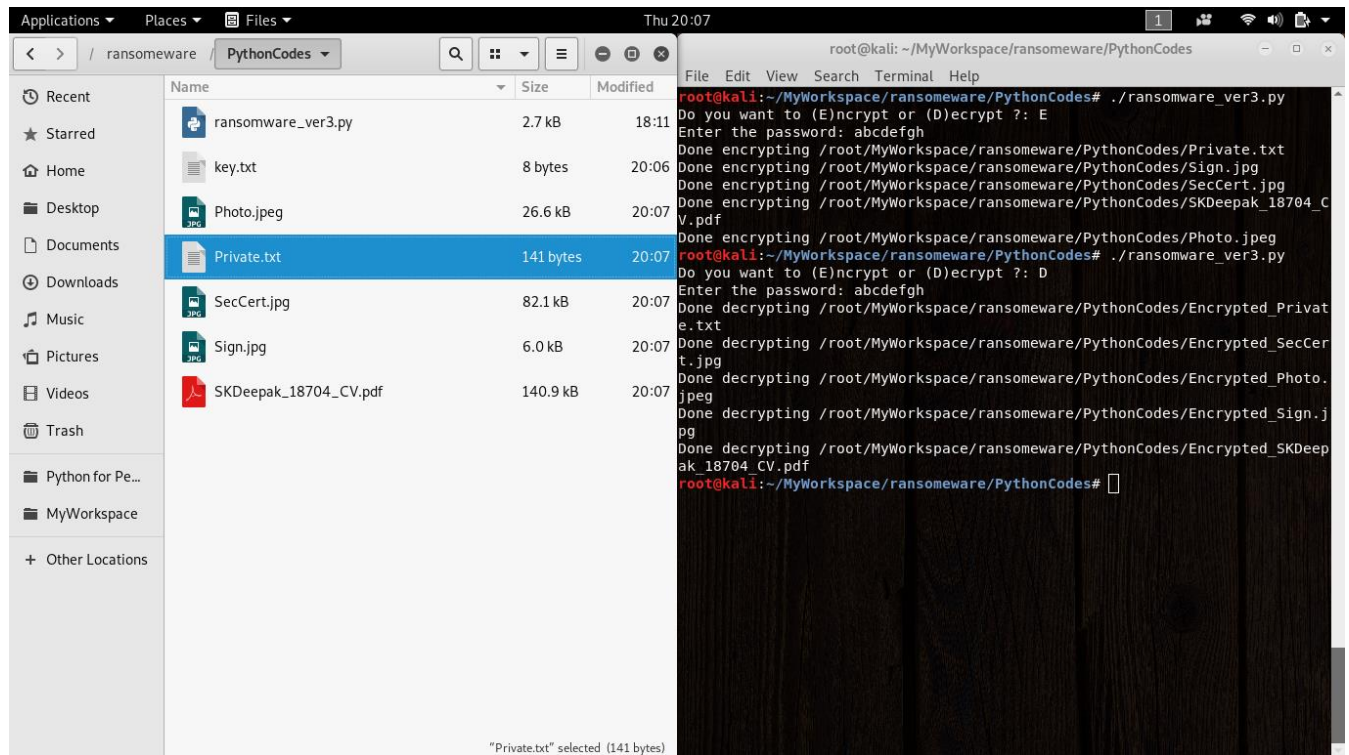 Applications Places Files Thu 20:07 1
/ ransomeware / PythonCodes
Recent
Starred
Home
Desktop
Documents
Downloads
Music
Pictures
Videos
Trash
Python for Pe...
MyWorkspace
+ Other Locations
Name Size Modified
ransomware_ver3.py 2.7 kB 18:11
key.txt 8 bytes 20:06
Photo.jpeg 26.6 kB 20:07
Private.txt 141 bytes 20:07
SecCert.jpg 82.1 kB 20:07
Sign.jpg 6.0 kB 20:07
SKDeepak_18704_CV.pdf 140.9 kB 20:07
"Private.txt" selected (141 bytes)
root@kali: ~/MyWorkspace/ransomeware/PythonCodes
File Edit View Search Terminal Help
root@kali:~/MyWorkspace/ransomeware/PythonCodes# ./ransomware_ver3.py
Do you want to (E)ncrypt or (D)ecrypt ?: E
Enter the password: abcdefgh
Done encrypting /root/MyWorkspace/ransomeware/PythonCodes/Private.txt
Done encrypting /root/MyWorkspace/ransomeware/PythonCodes/Sign.jpg
Done encrypting /root/MyWorkspace/ransomeware/PythonCodes/SecCert.jpg
Done encrypting /root/MyWorkspace/ransomeware/PythonCodes/SKDeepak_18704_C
V.pdf
Done encrypting /root/MyWorkspace/ransomeware/PythonCodes/Photo.jpeg
root@kali:~/MyWorkspace/ransomeware/PythonCodes# ./ransomware_ver3.py
Do you want to (E)ncrypt or (D)ecrypt ?: D
Enter the password: abcdefgh
Done decrypting /root/MyWorkspace/ransomeware/PythonCodes/Encrypted_Privat
e.txt
Done decrypting /root/MyWorkspace/ransomeware/PythonCodes/Encrypted_SecCer
t.jpg
Done decrypting /root/MyWorkspace/ransomeware/PythonCodes/Encrypted_Photo.
jpeg
Done decrypting /root/MyWorkspace/ransomeware/PythonCodes/Encrypted_Sign.j
pg
Done decrypting /root/MyWorkspace/ransomeware/PythonCodes/Encrypted_SKDeep
ak_18704_CV.pdf
root@kali:~/MyWorkspace/ransomeware/PythonCodes#